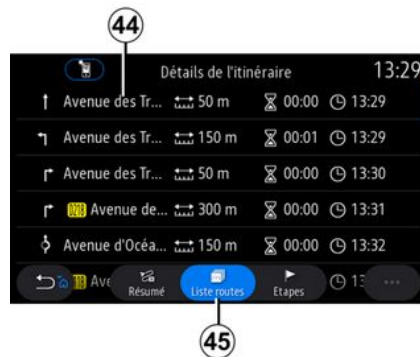 44
Détails de l'itinéraire 13:29
Avenue des Tr... 50 m 00:00 13:29
Avenue des Tr... 150 m 00:01 13:29
Avenue des Tr... 50 m 00:00 13:30
D21B Avenue de... 300 m 00:00 13:31
Avenue d'Océa... 150 m 00:00 13:32
Ave
Résumé Liste routes Etapes ...
45